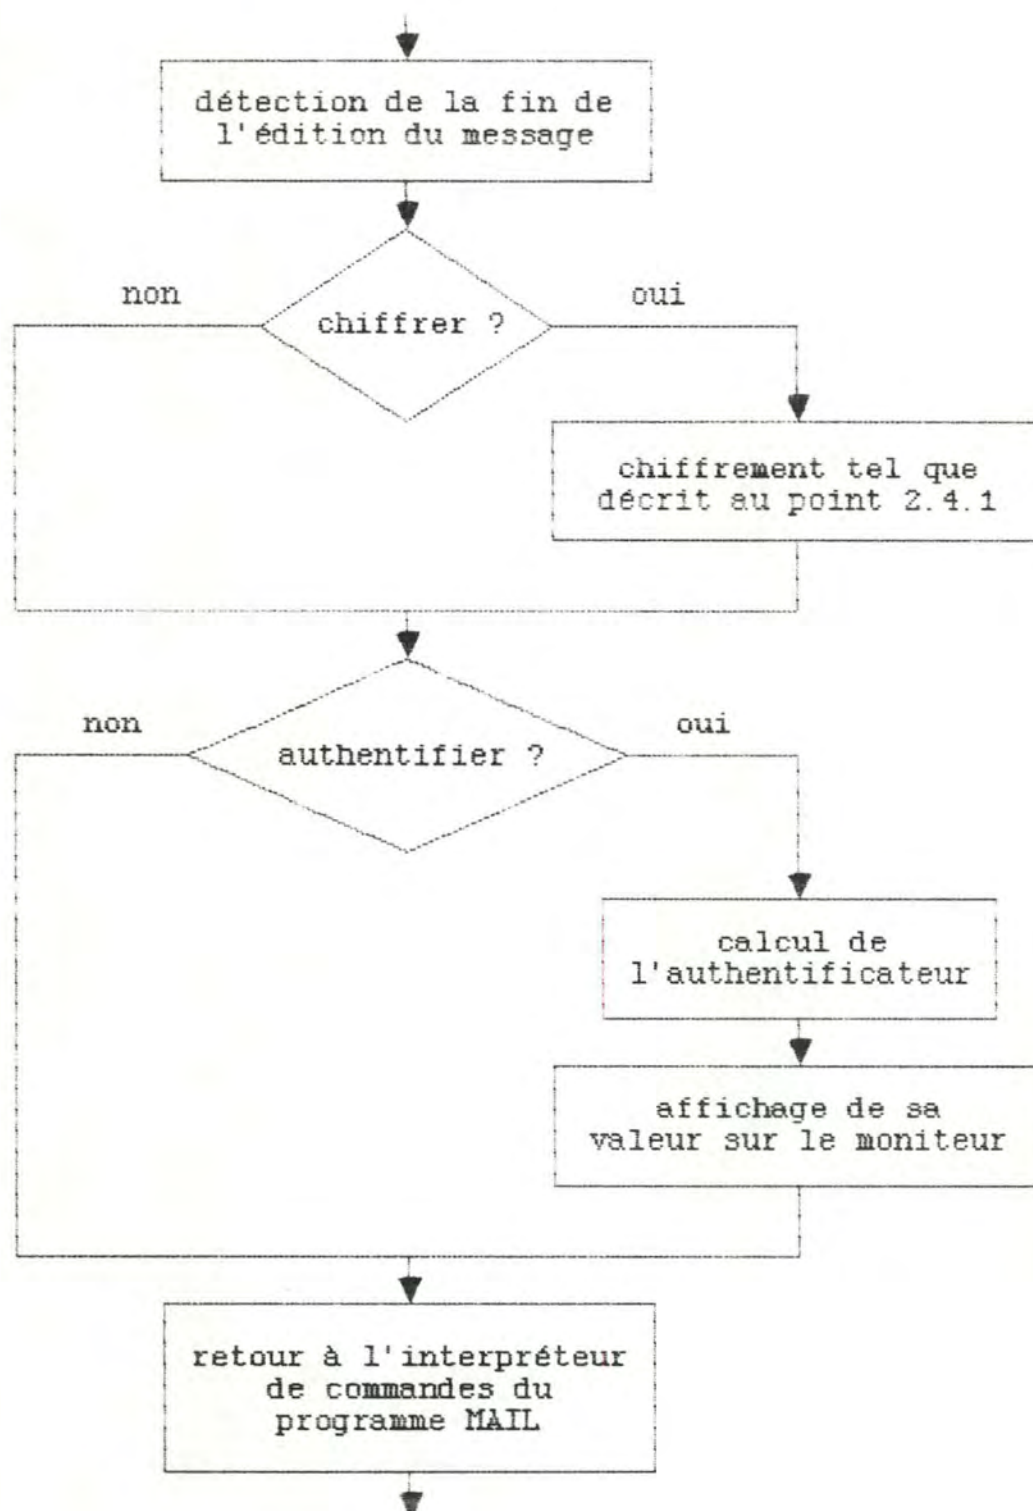 détection de la fin de
l'édition du message
non
oui
chiffrer ?
chiffrement tel que
décrit au point 2.4.1
non
oui
authentifier ?
calcul de
l'authentificateur
affichage de sa
valeur sur le moniteur
retour à l'interpréteur
de commandes du
programme MAIL